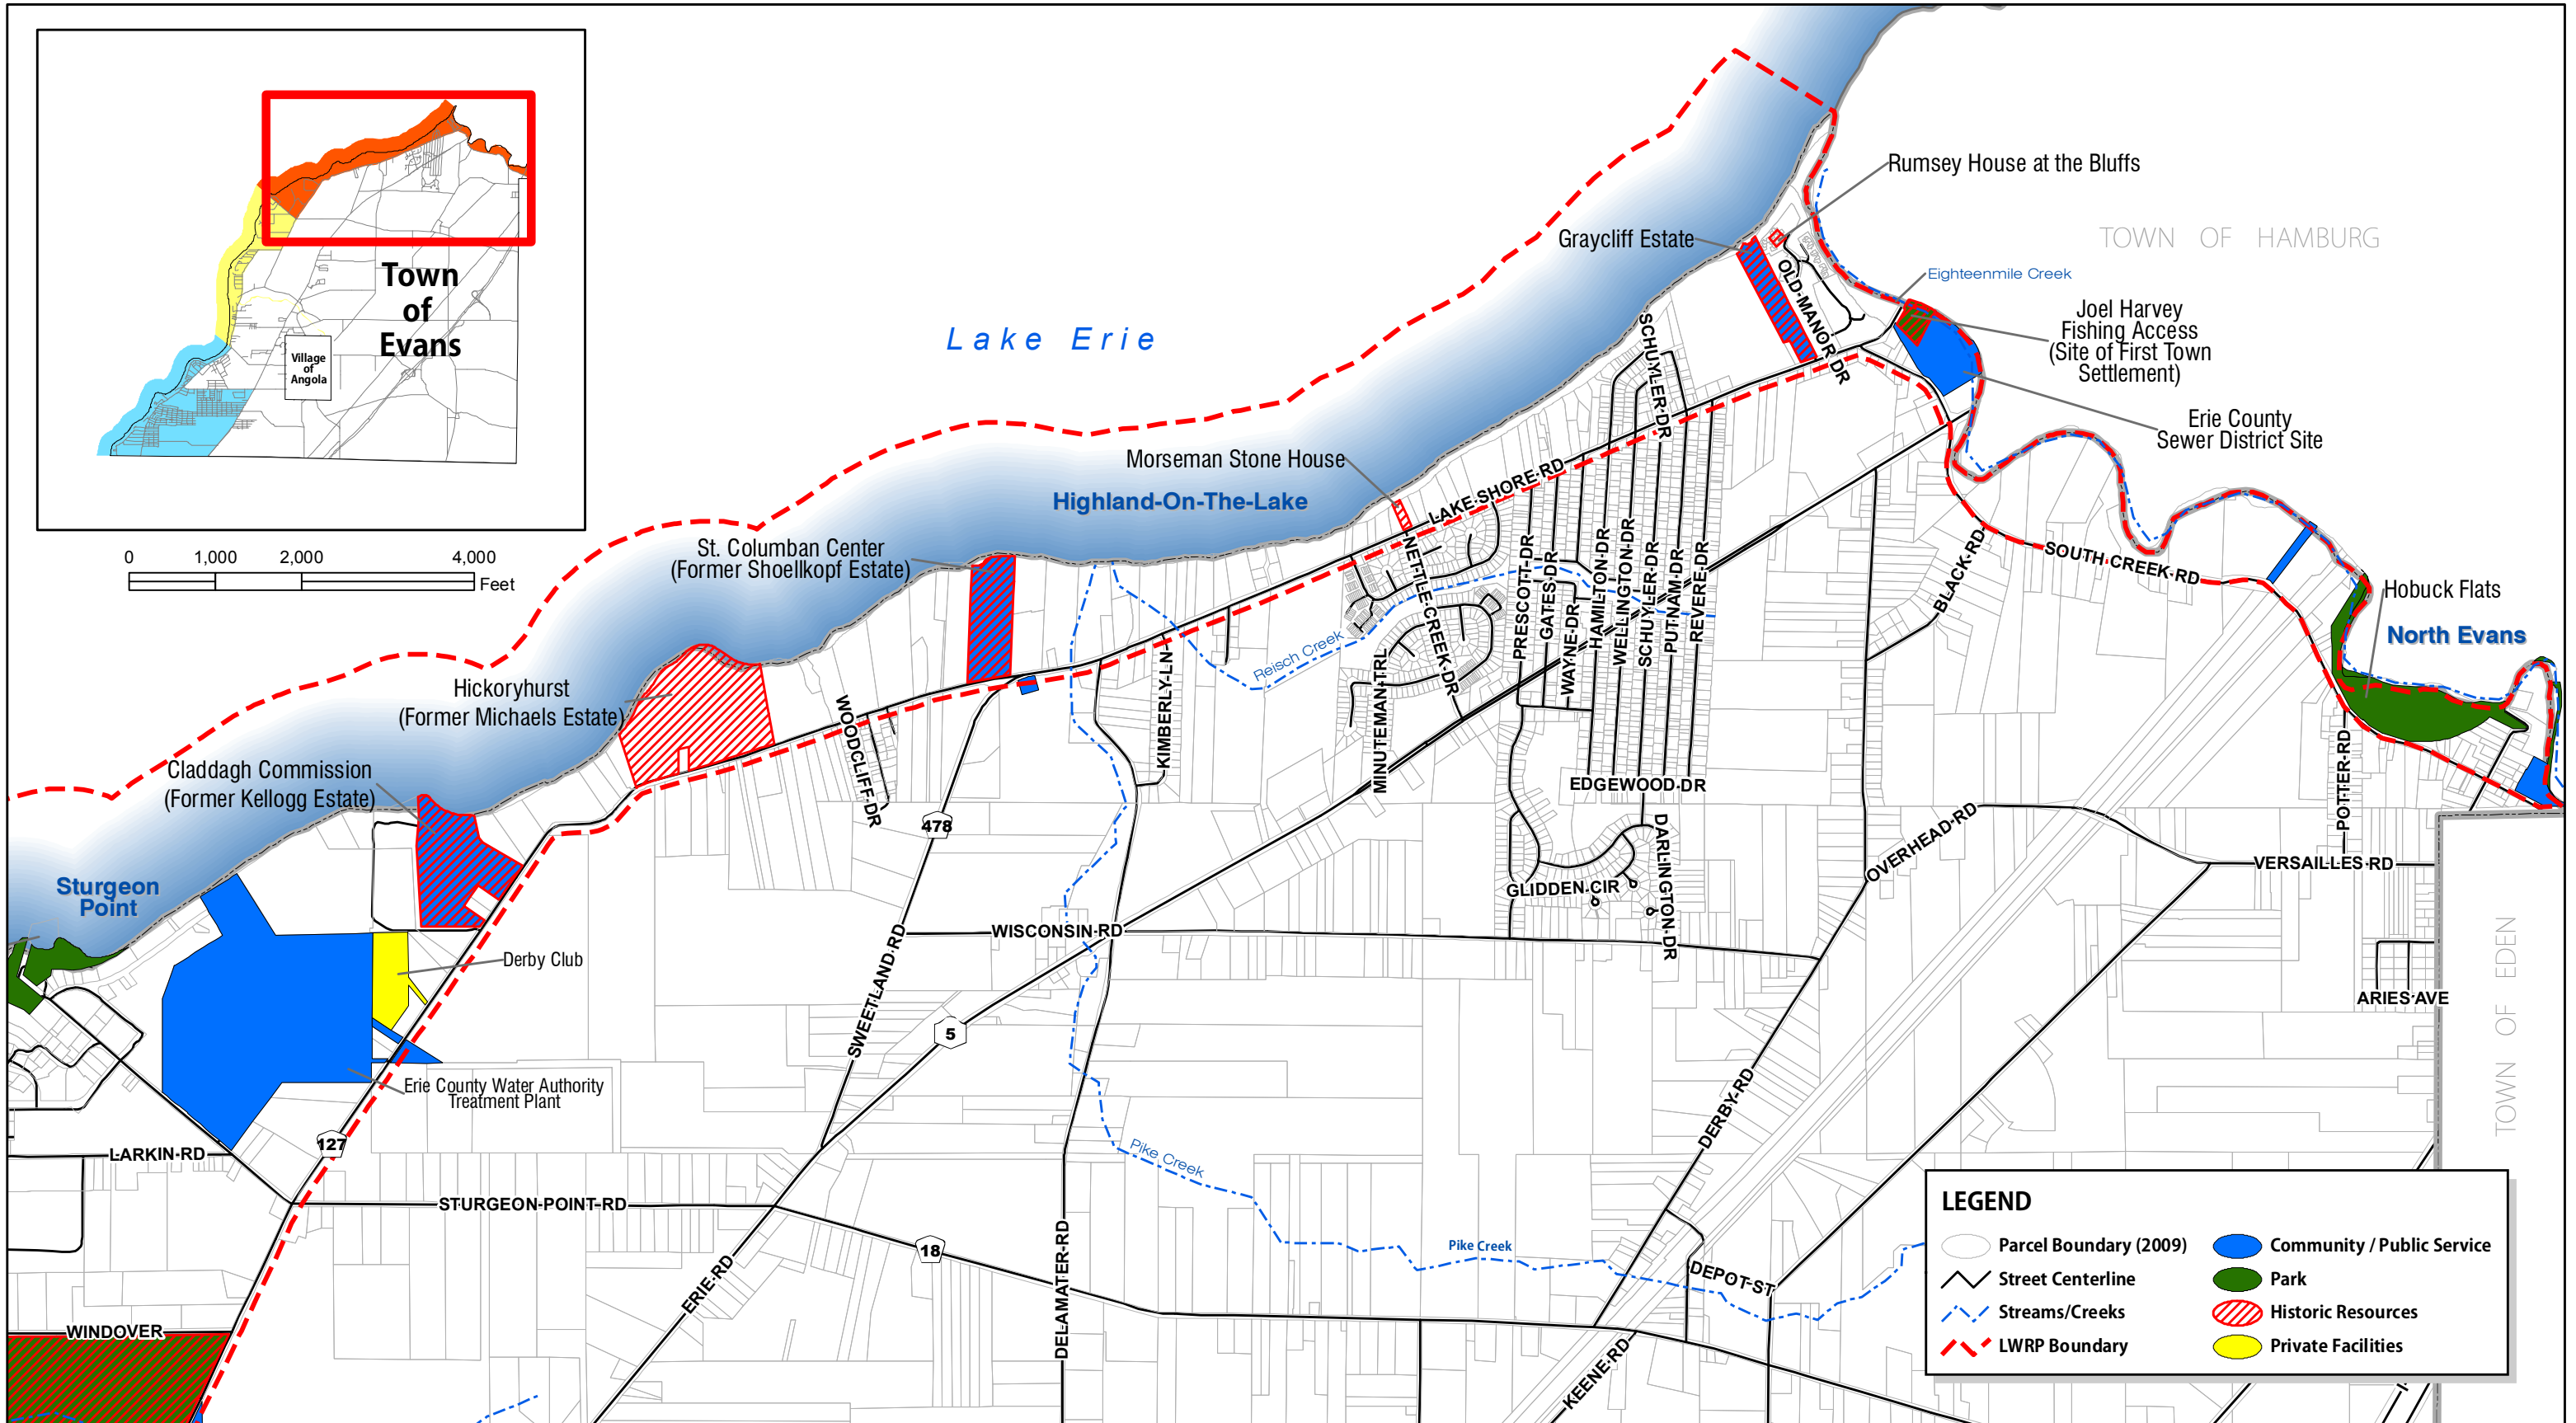 Town
of
Evans
Village
of
Angola
0
1,000
2,000
4,000
Feet
Lake Erie
Rumsey House at the Bluffs
Graycliff Estate
TOWN OF HAMBURG
Eighteenmile Creek
Joel Harvey
Fishing Access
(Site of First Town
Settlement)
Erie County
Sewer District Site
OLD-MANOR-DR
SCHUYLER-DR
Morseman Stone House
Highland-On-The-Lake
LAKE-SHORE-RD
St. Columban Center
(Former Shoellkopf Estate)
Hickoryhurst
(Former Michaels Estate)
Claddagh Commission
(Former Kellogg Estate)
Sturgeon
Point
Derby Club
Erie County Water Authority
Treatment Plant
WOODCLIFF-DR
KIMBERLY-LN
Reisch Creek
NETTLE-CREEK-DR
MINUTEMAN-TRL
PRESCOTT-DR
GATES-DR
WAYNE-DR
HAMILTON-DR
WELLINGTON-DR
SCHUYLER-DR
PUTNAM-DR
REVERE-DR
EDGEWOOD-DR
GLIDDEN-CIR
DARLINGTON-DR
BLACK-RD
SOUTH-CREEK-RD
Hobuck Flats
North Evans
POTTER-RD
OVERHEAD-RD
VERSAILLES-RD
ARIES-AVE
TOWN OF EDEN
478
WISCONSIN-RD
SWEETLAND-RD
5
127
LARKIN-RD
STURGEON-POINT-RD
18
ERIE-RD
DELAMATER-RD
Pike Creek
Pike Creek
DERBY-RD
DEPOT-ST
KEENE-RD
WINDOVER
LEGEND
Parcel Boundary (2009)
Street Centerline
Streams/Creeks
LWRP Boundary
Community / Public Service
Park
Historic Resources
Private Facilities